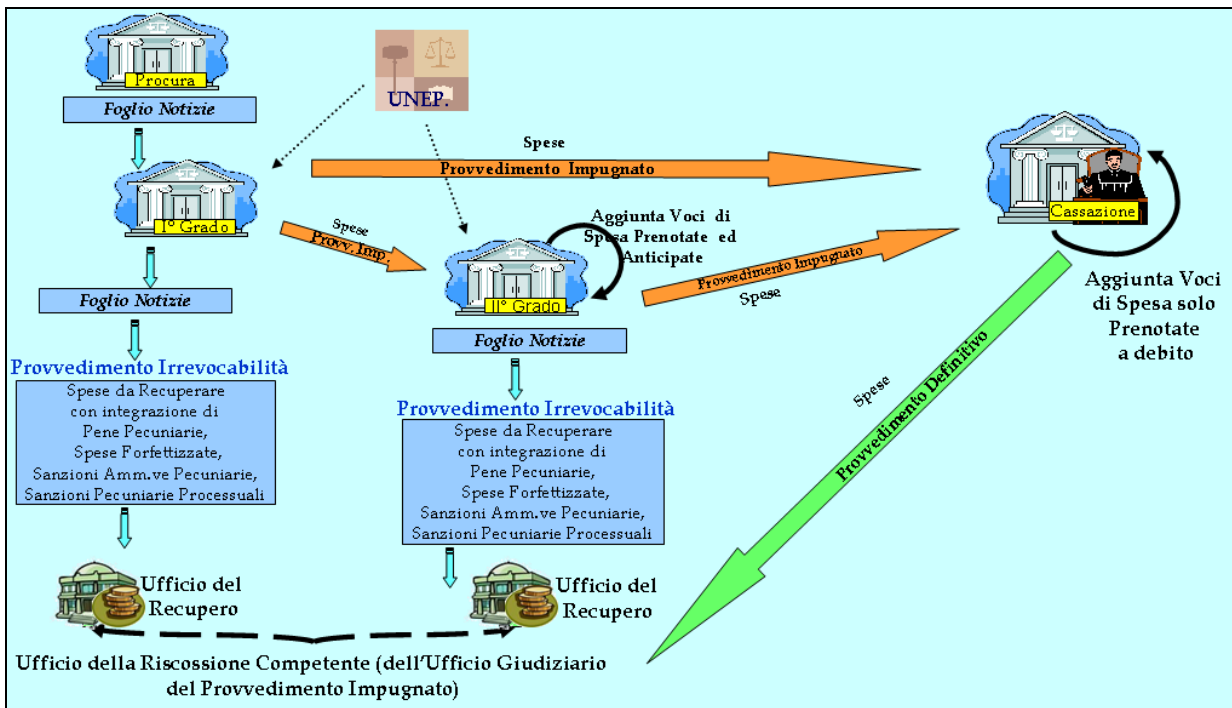 Procura
Foglio Notizie
UNEP.
I° Grado
Spese
Provvedimento Impugnato
Cassazione
Spese
Provv. Imp.
Aggiunta Voci di
Spesa Prenotate ed
Anticipate
II° Grado
Provvedimento Impugnato
Spese
Aggiunta Voci
di Spesa solo
Prenotate
a debito
Foglio Notizie
Foglio Notizie
Provvedimento Irrevocabilità
Spese da Recuperare
con integrazione di
Pene Pecuniarie,
Spese Forfettizzate,
Sanzioni Amm.ve Pecuniarie,
Sanzioni Pecuniarie Processuali
Provvedimento Irrevocabilità
Spese da Recuperare
con integrazione di
Pene Pecuniarie,
Spese Forfettizzate,
Sanzioni Amm.ve Pecuniarie,
Sanzioni Pecuniarie Processuali
Spese
Provvedimento Definitivo
Ufficio del
Recupero
Ufficio del
Recupero
Ufficio della Riscossione Competente (dell'Ufficio Giudiziario
del Provvedimento Impugnato)